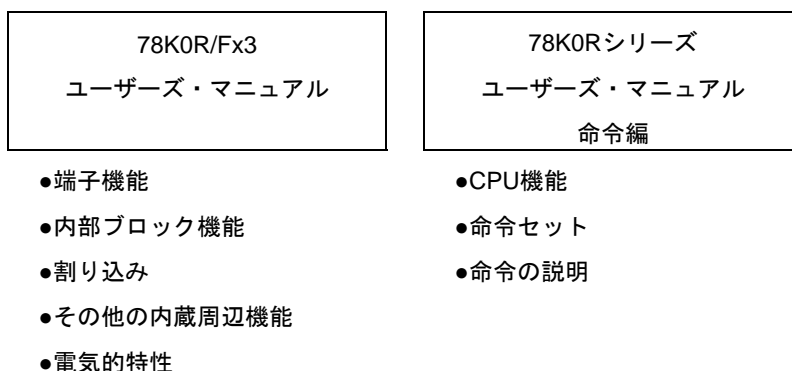 78K0R/Fx3
ユーザーズ・マニュアル
78K0Rシリーズ
ユーザーズ・マニュアル
命令編
●端子機能
●内部ブロック機能
●割り込み
●その他の内蔵周辺機能
●電気的特性
●CPU機能
●命令セット
●命令の説明